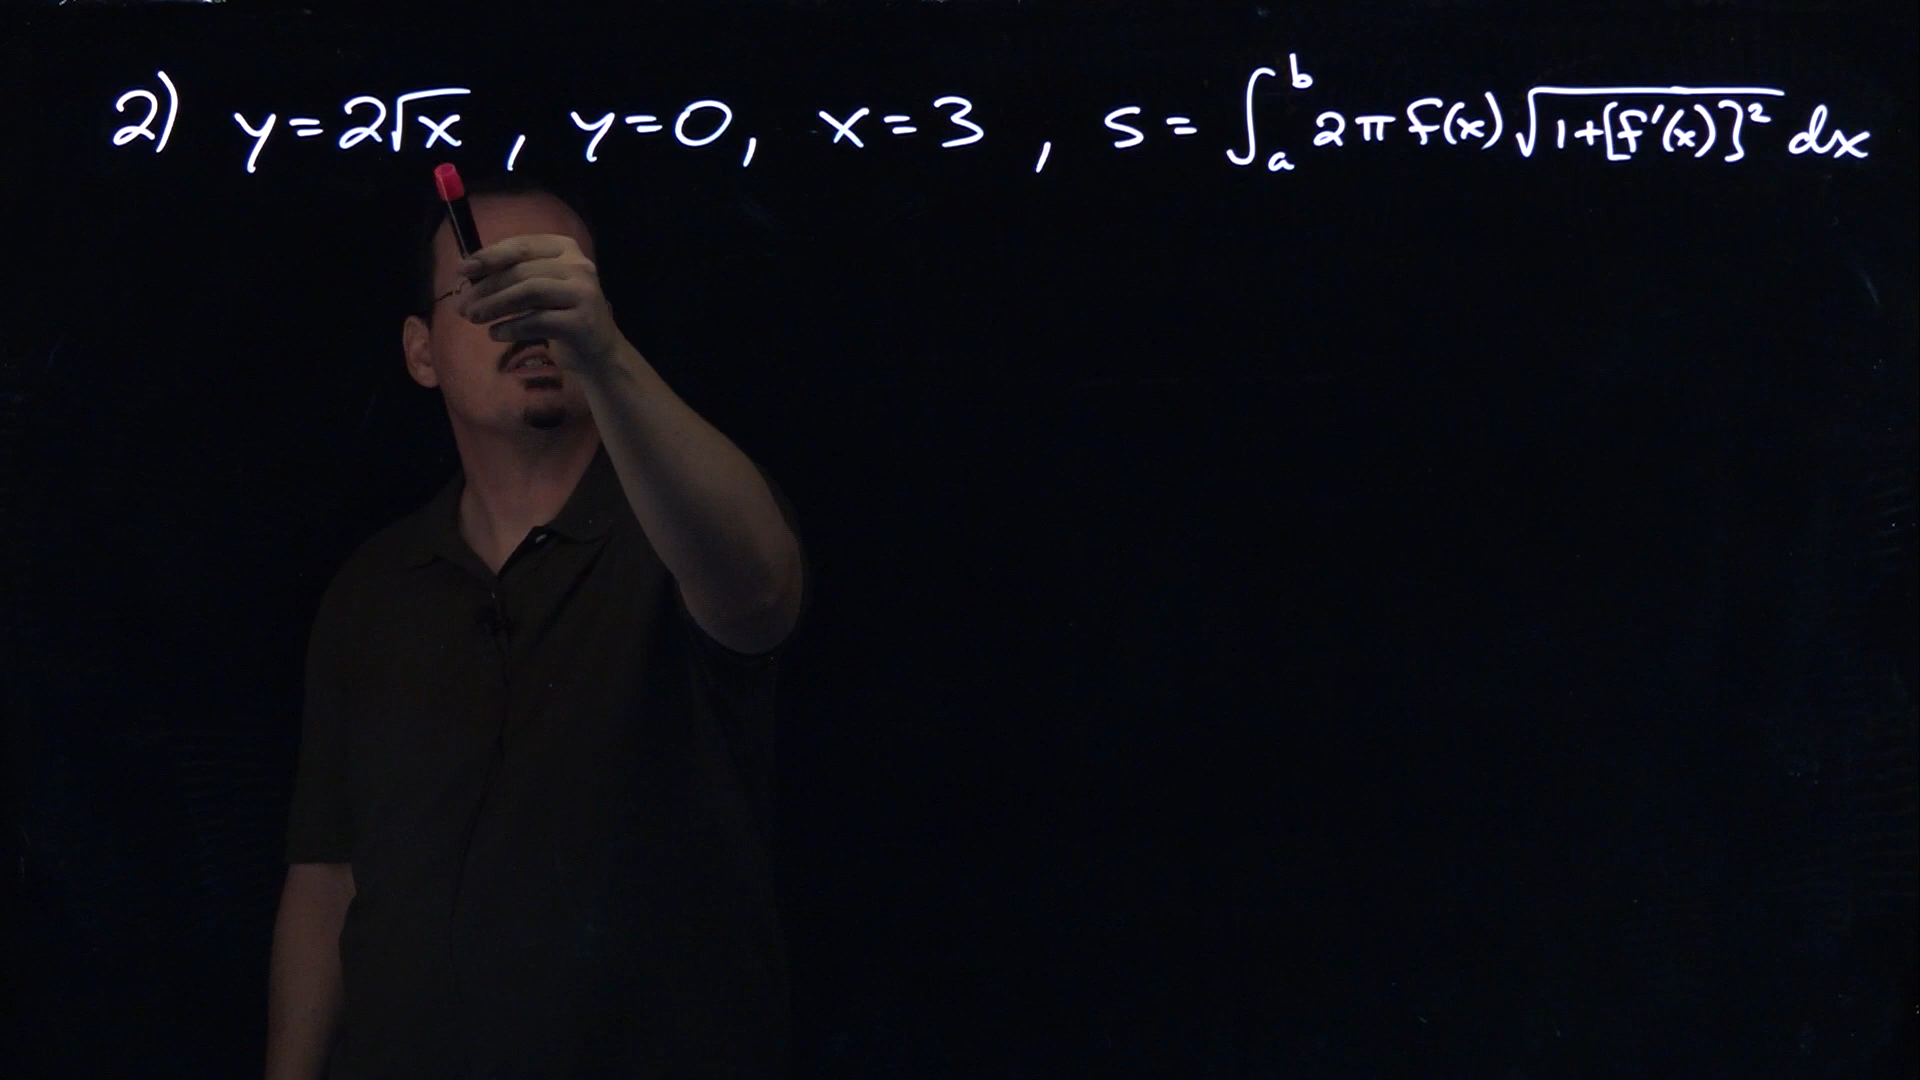 2) y=2√x , y=0, x=3 , S= ∫_a^b 2π f(x) √(1+[f'(x)]²) dx